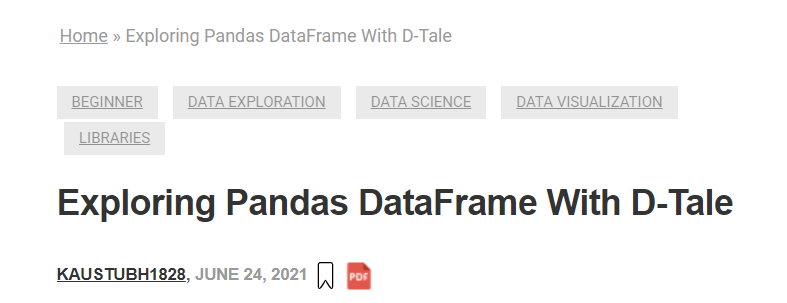 Home » Exploring Pandas DataFrame With D-Tale
BEGINNER DATA EXPLORATION DATA SCIENCE DATA VISUALIZATION
LIBRARIES
Exploring Pandas DataFrame With D-Tale
KAUSTUBH1828, JUNE 24, 2021 PDF